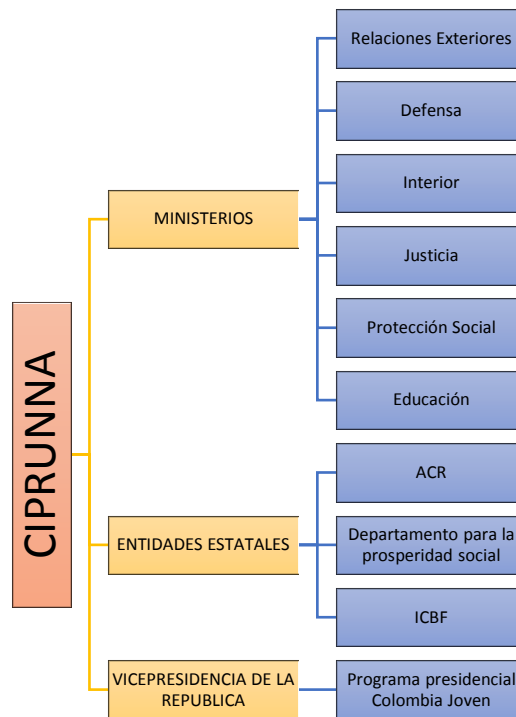 CIPRUNNA
MINISTERIOS
Relaciones Exteriores
Defensa
Interior
Justicia
Protección Social
Educación
ENTIDADES ESTATALES
ACR
Departamento para la
prosperidad social
ICBF
VICEPRESIDENCIA DE LA
REPUBLICA
Programa presidencial
Colombia Joven